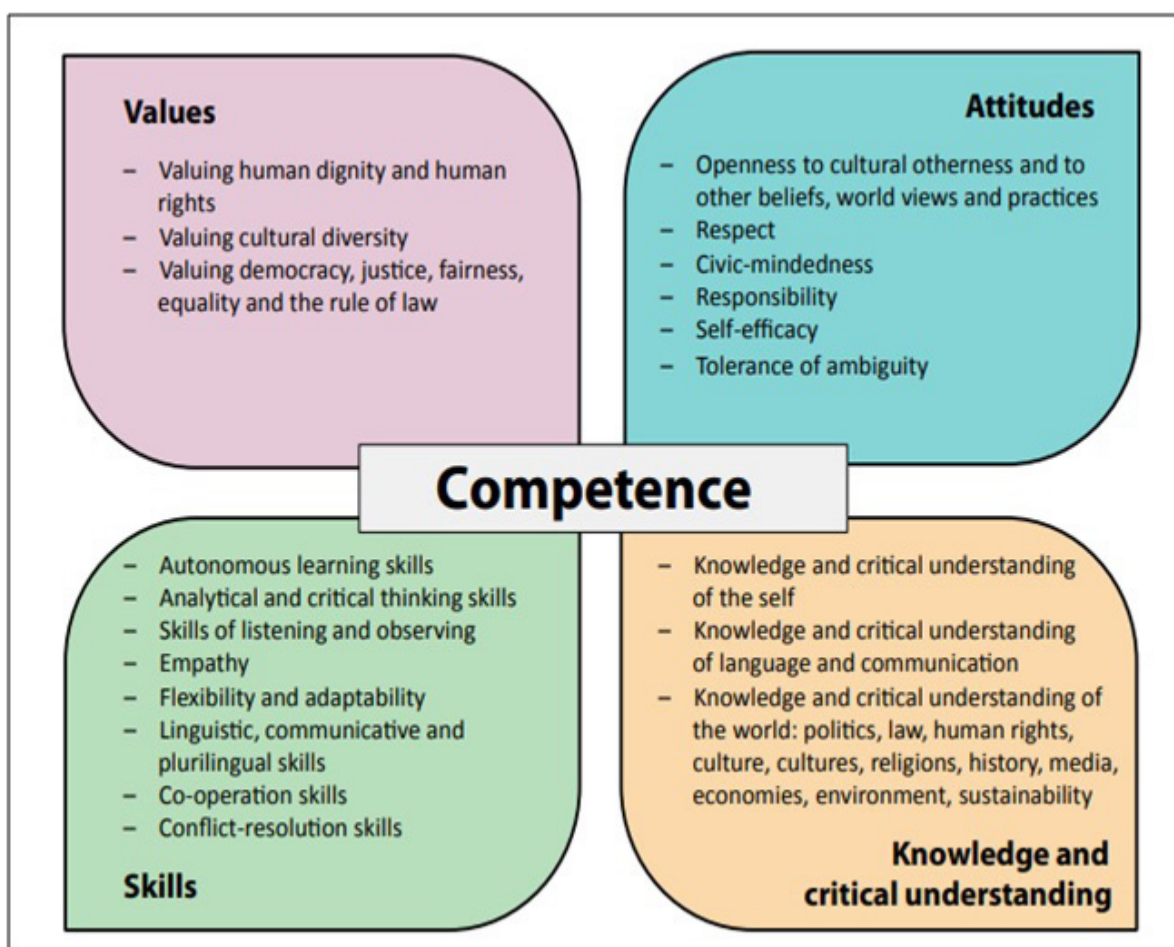 Values
– Valuing human dignity and human
rights
– Valuing cultural diversity
– Valuing democracy, justice, fairness,
equality and the rule of law
Attitudes
– Openness to cultural otherness and to
other beliefs, world views and practices
– Respect
– Civic-mindedness
– Responsibility
– Self-efficacy
– Tolerance of ambiguity
Competence
– Autonomous learning skills
– Analytical and critical thinking skills
– Skills of listening and observing
– Empathy
– Flexibility and adaptability
– Linguistic, communicative and
plurilingual skills
– Co-operation skills
– Conflict-resolution skills
Skills
– Knowledge and critical understanding
of the self
– Knowledge and critical understanding
of language and communication
– Knowledge and critical understanding of
the world: politics, law, human rights,
culture, cultures, religions, history, media,
economies, environment, sustainability
Knowledge and
critical understanding